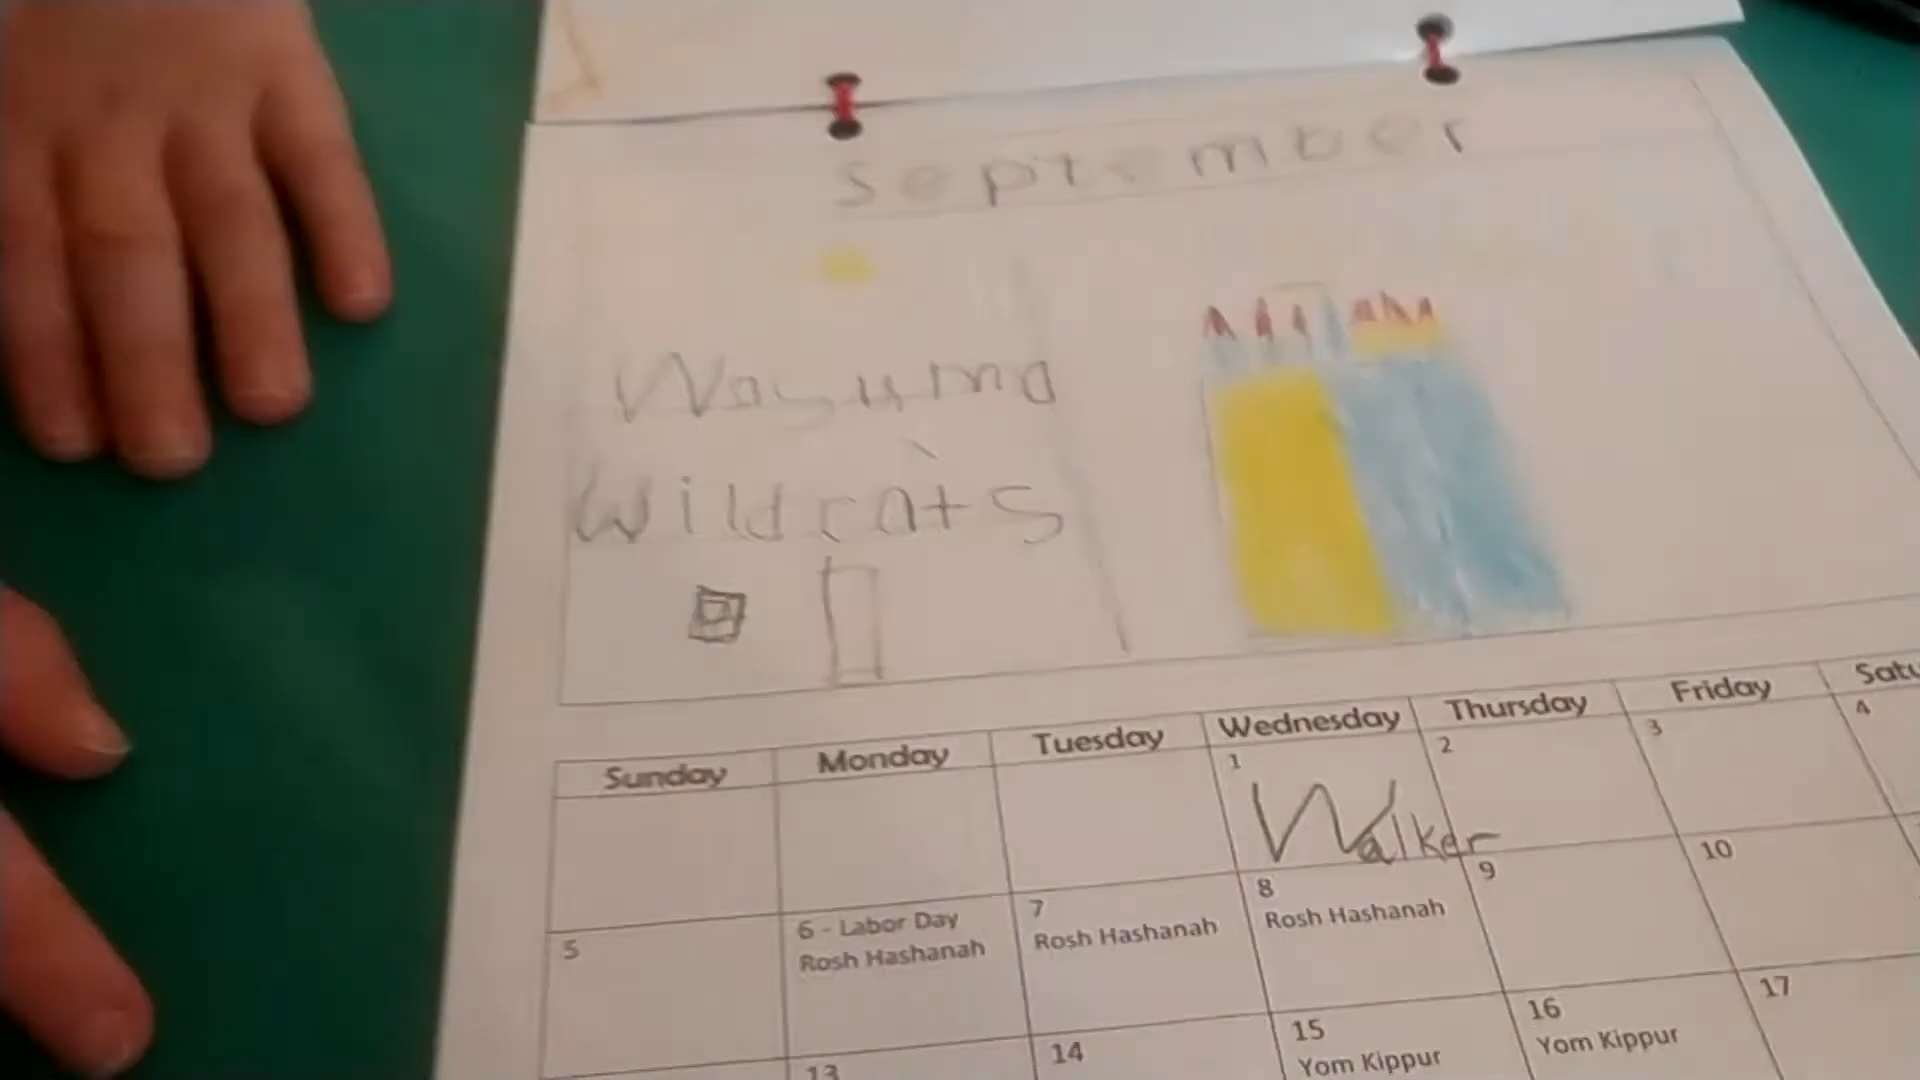 September
Wayumd
Wildcats
Sunday Monday Tuesday Wednesday Thursday Friday
1 2 3 4
Walker
5 6 - Labor Day 7 8 9 10
Rosh Hashanah Rosh Hashanah Rosh Hashanah
13 14 15 16 17
Yom Kippur Yom Kippur